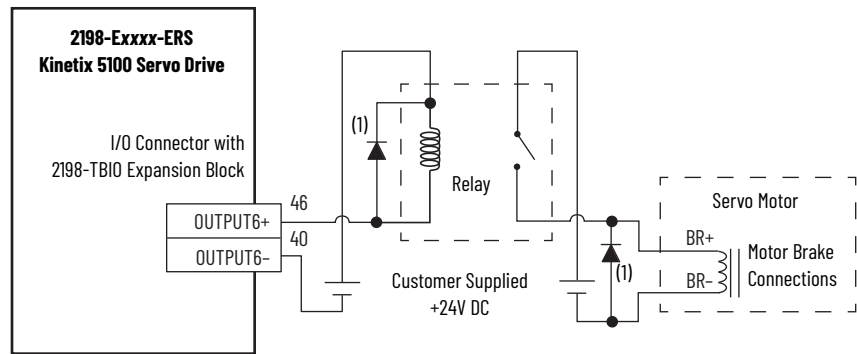 2198-Exxxx-ERS
Kinetix 5100 Servo Drive
I/O Connector with
2198-TBIO Expansion Block
46
OUTPUT6+
40
OUTPUT6–
(1)
Relay
Customer Supplied
+24V DC
(1)
Servo Motor
BR+
BR–
Motor Brake
Connections